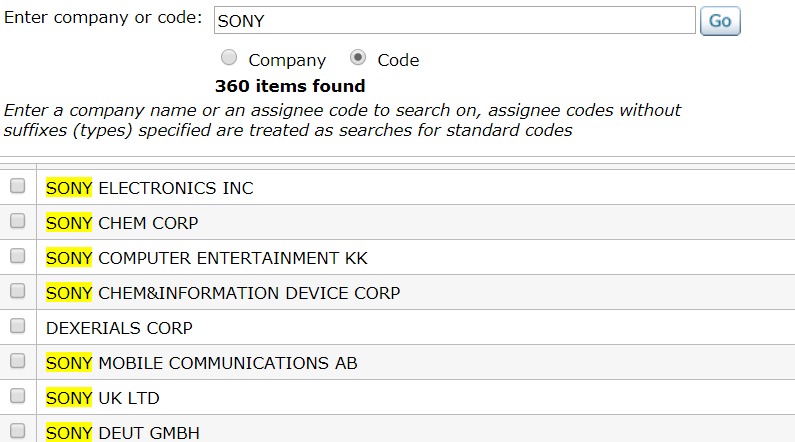 Enter company or code: SONY Go
Company Code
360 items found
Enter a company name or an assignee code to search on, assignee codes without
suffixes (types) specified are treated as searches for standard codes
SONY ELECTRONICS INC
SONY CHEM CORP
SONY COMPUTER ENTERTAINMENT KK
SONY CHEM&INFORMATION DEVICE CORP
DEXERIALS CORP
SONY MOBILE COMMUNICATIONS AB
SONY UK LTD
SONY DEUT GMBH